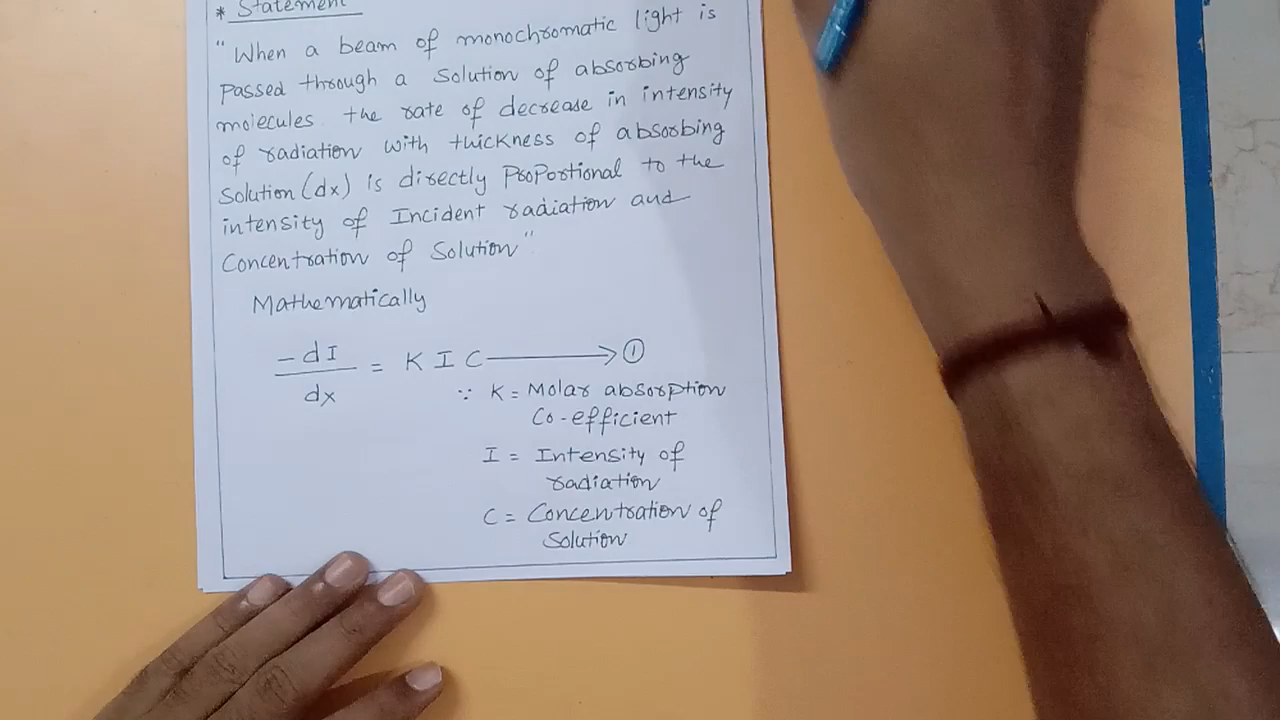 * Statement
"When a beam of monochromatic light is
Passed through a Solution of absorbing
molecules the rate of decrease in intensity
of radiation with thickness of absorbing
Solution (dx) is directly Proportional to the
intensity of Incident radiation and
Concentration of Solution"
Mathematically
-dI/dx = K I C ⟶ ①
∵ K = Molar absorption
Co-efficient
I = Intensity of
radiation
C = Concentration of
Solution